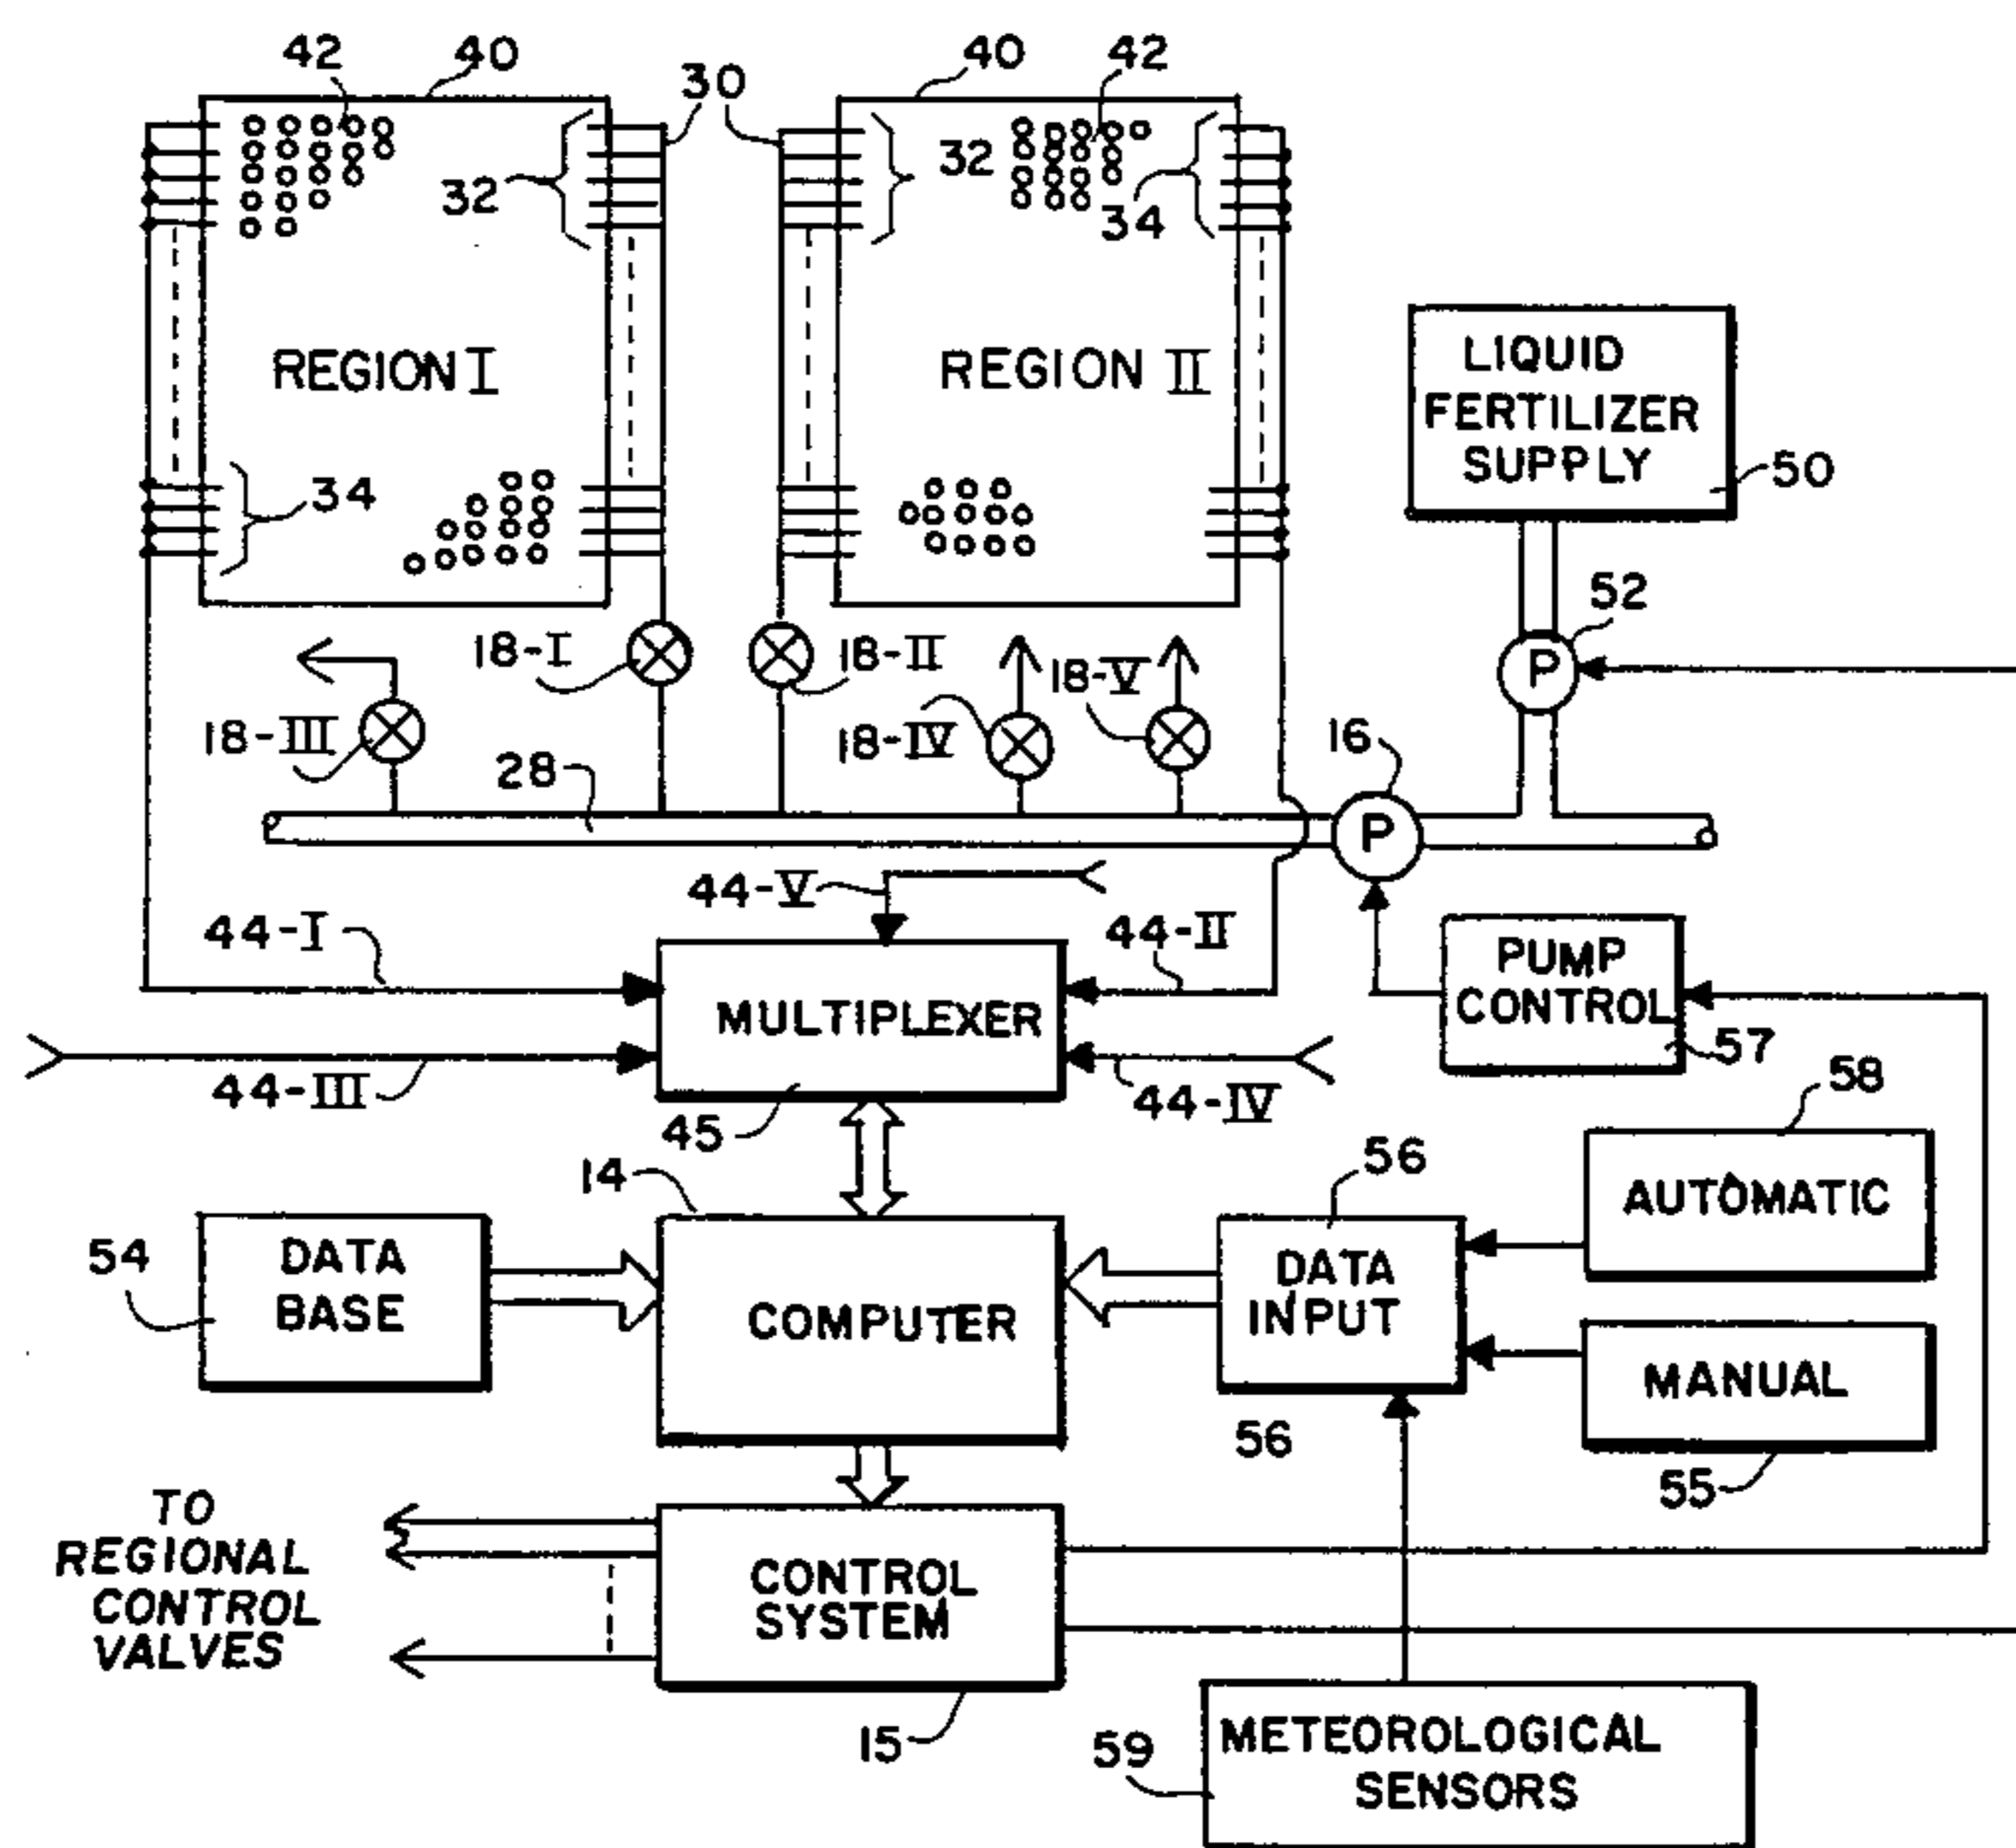 42
40
30
40
42
32
32
34
REGION I
REGION II
34
LIQUID
FERTILIZER
SUPPLY
50
52
P
18-I
18-II
18-III
18-IV
18-V
16
28
P
44-V
44-I
44-II
MULTIPLEXER
PUMP
CONTROL
57
44-III
44-IV
45
58
14
56
AUTOMATIC
54
DATA
BASE
COMPUTER
DATA
INPUT
MANUAL
56
55
TO
REGIONAL
CONTROL
VALVES
CONTROL
SYSTEM
15
59
METEOROLOGICAL
SENSORS